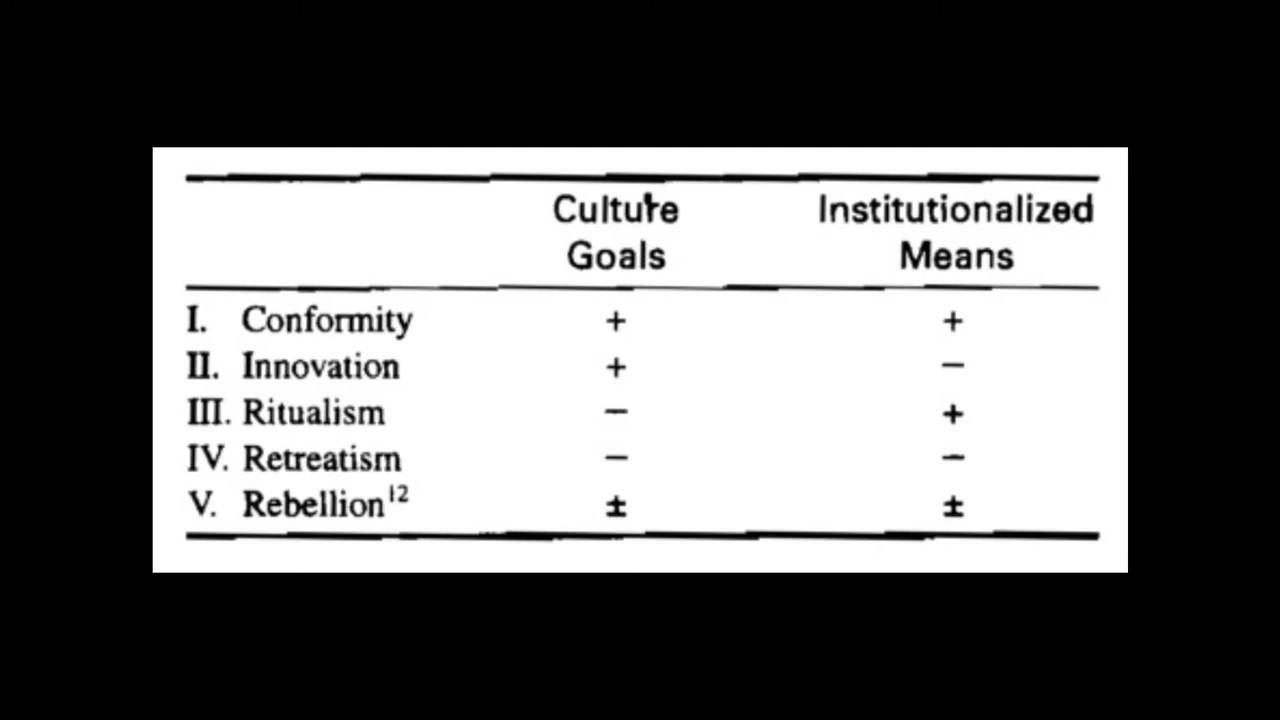 Culture Institutionalized
Goals Means
I. Conformity + +
II. Innovation + −
III. Ritualism − +
IV. Retreatism − −
V. Rebellion12 ± ±